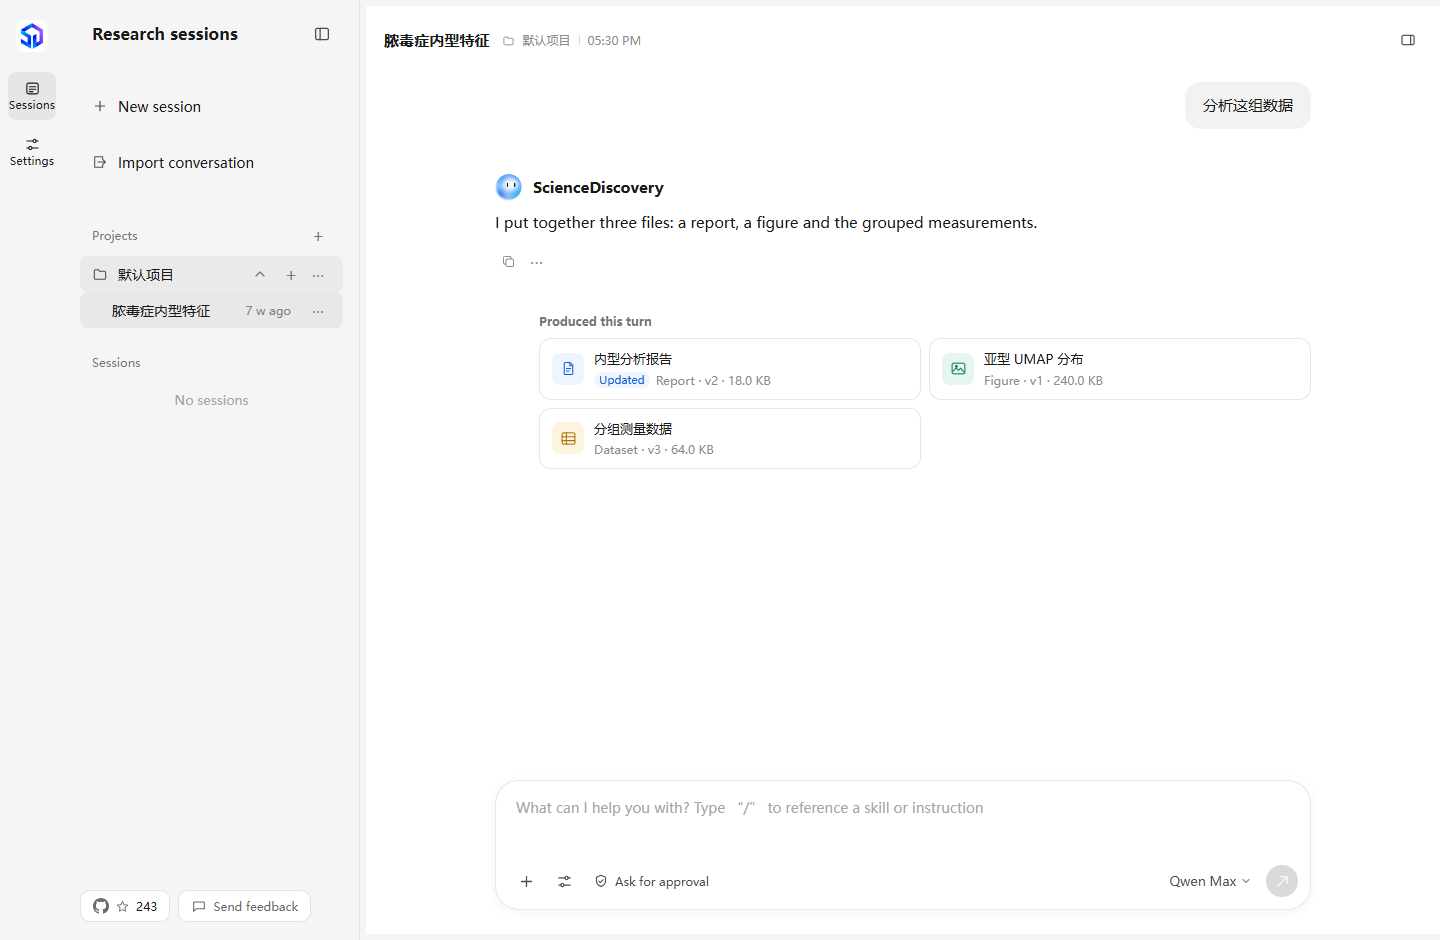 Research sessions
Sessions
Settings
New session
Import conversation
Projects
默认项目
脓毒症内型特征 7 w ago
Sessions
No sessions
243
Send feedback
脓毒症内型特征 默认项目 05:30 PM
分析这组数据
ScienceDiscovery
I put together three files: a report, a figure and the grouped measurements.
Produced this turn
内型分析报告
Updated Report · v2 · 18.0 KB
亚型 UMAP 分布
Figure · v1 · 240.0 KB
分组测量数据
Dataset · v3 · 64.0 KB
What can I help you with? Type “/” to reference a skill or instruction
Ask for approval
Qwen Max